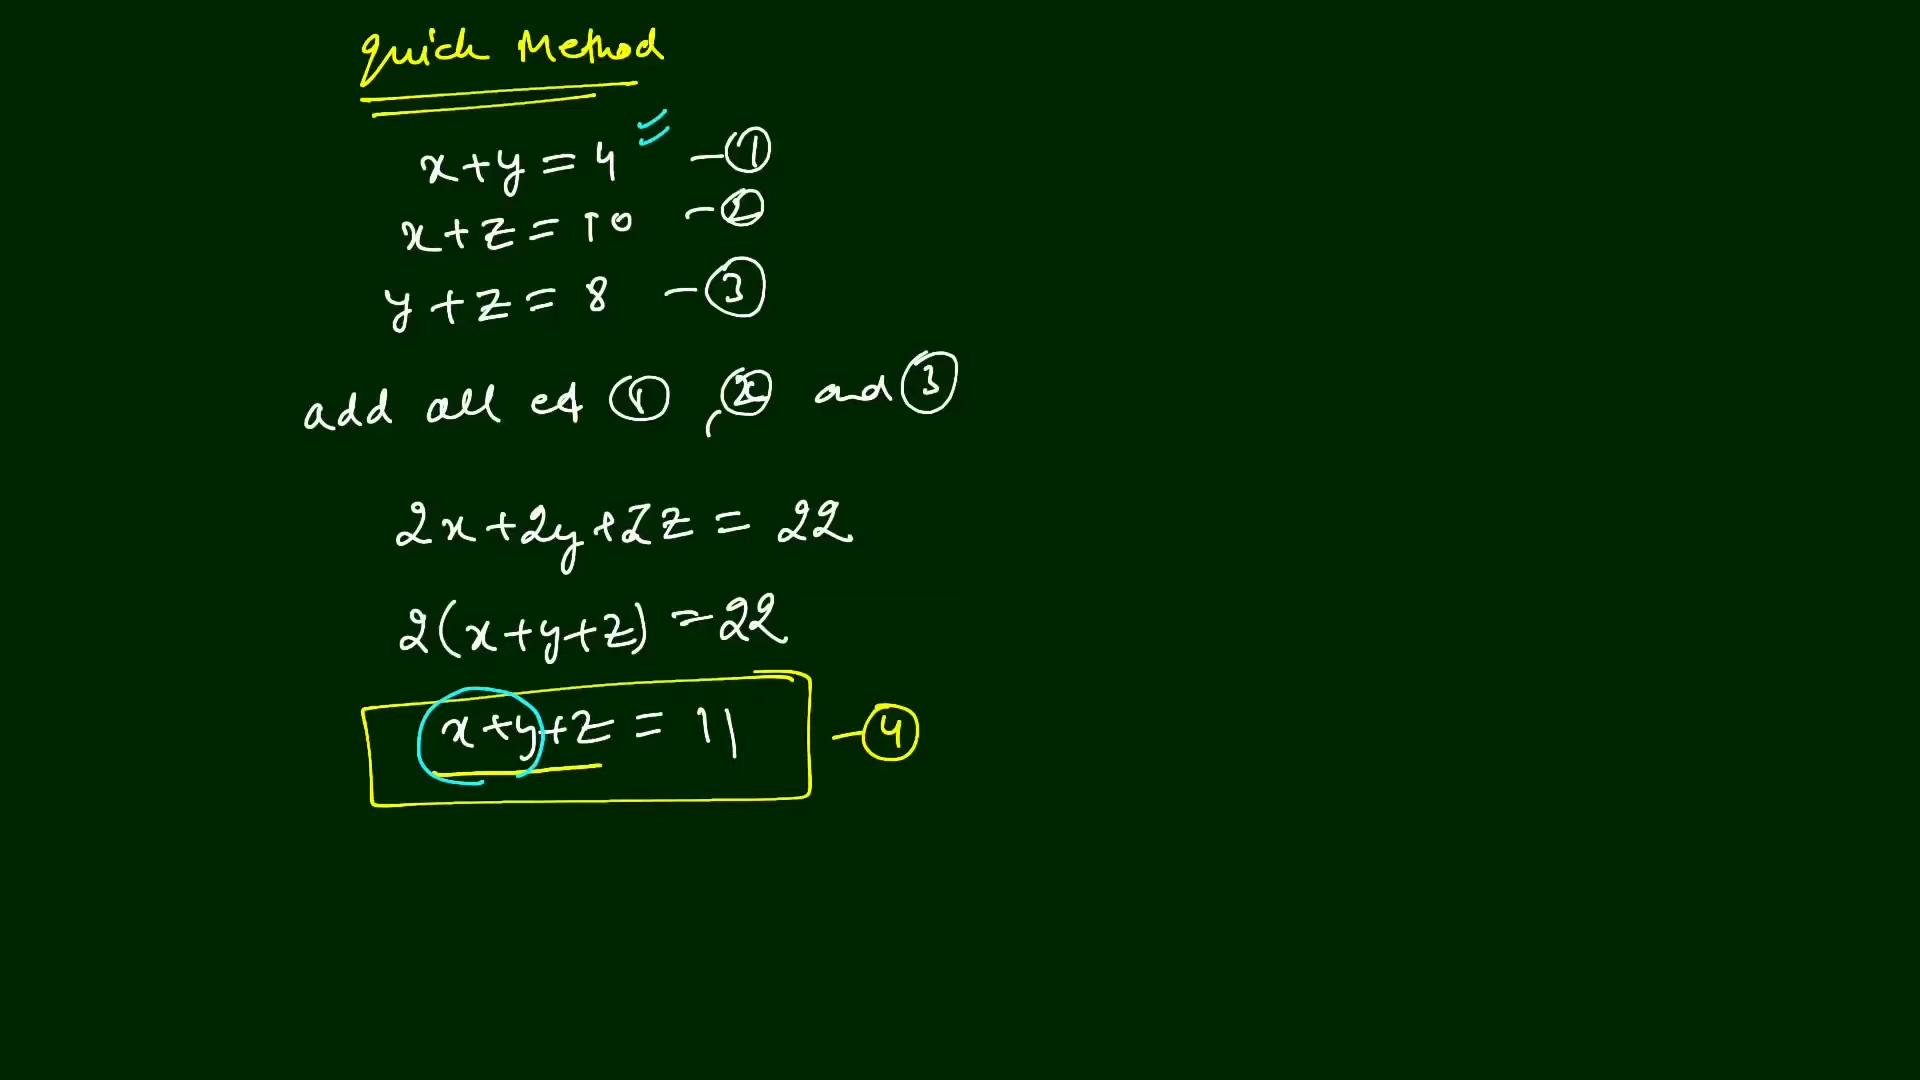 Quick Method
x+y = 4 -①
x+z = 10 -②
y+z = 8 -③
add all eq ① , ② and ③
2x+2y+2z = 22
2(x+y+z) = 22
x+y+z = 11 -④